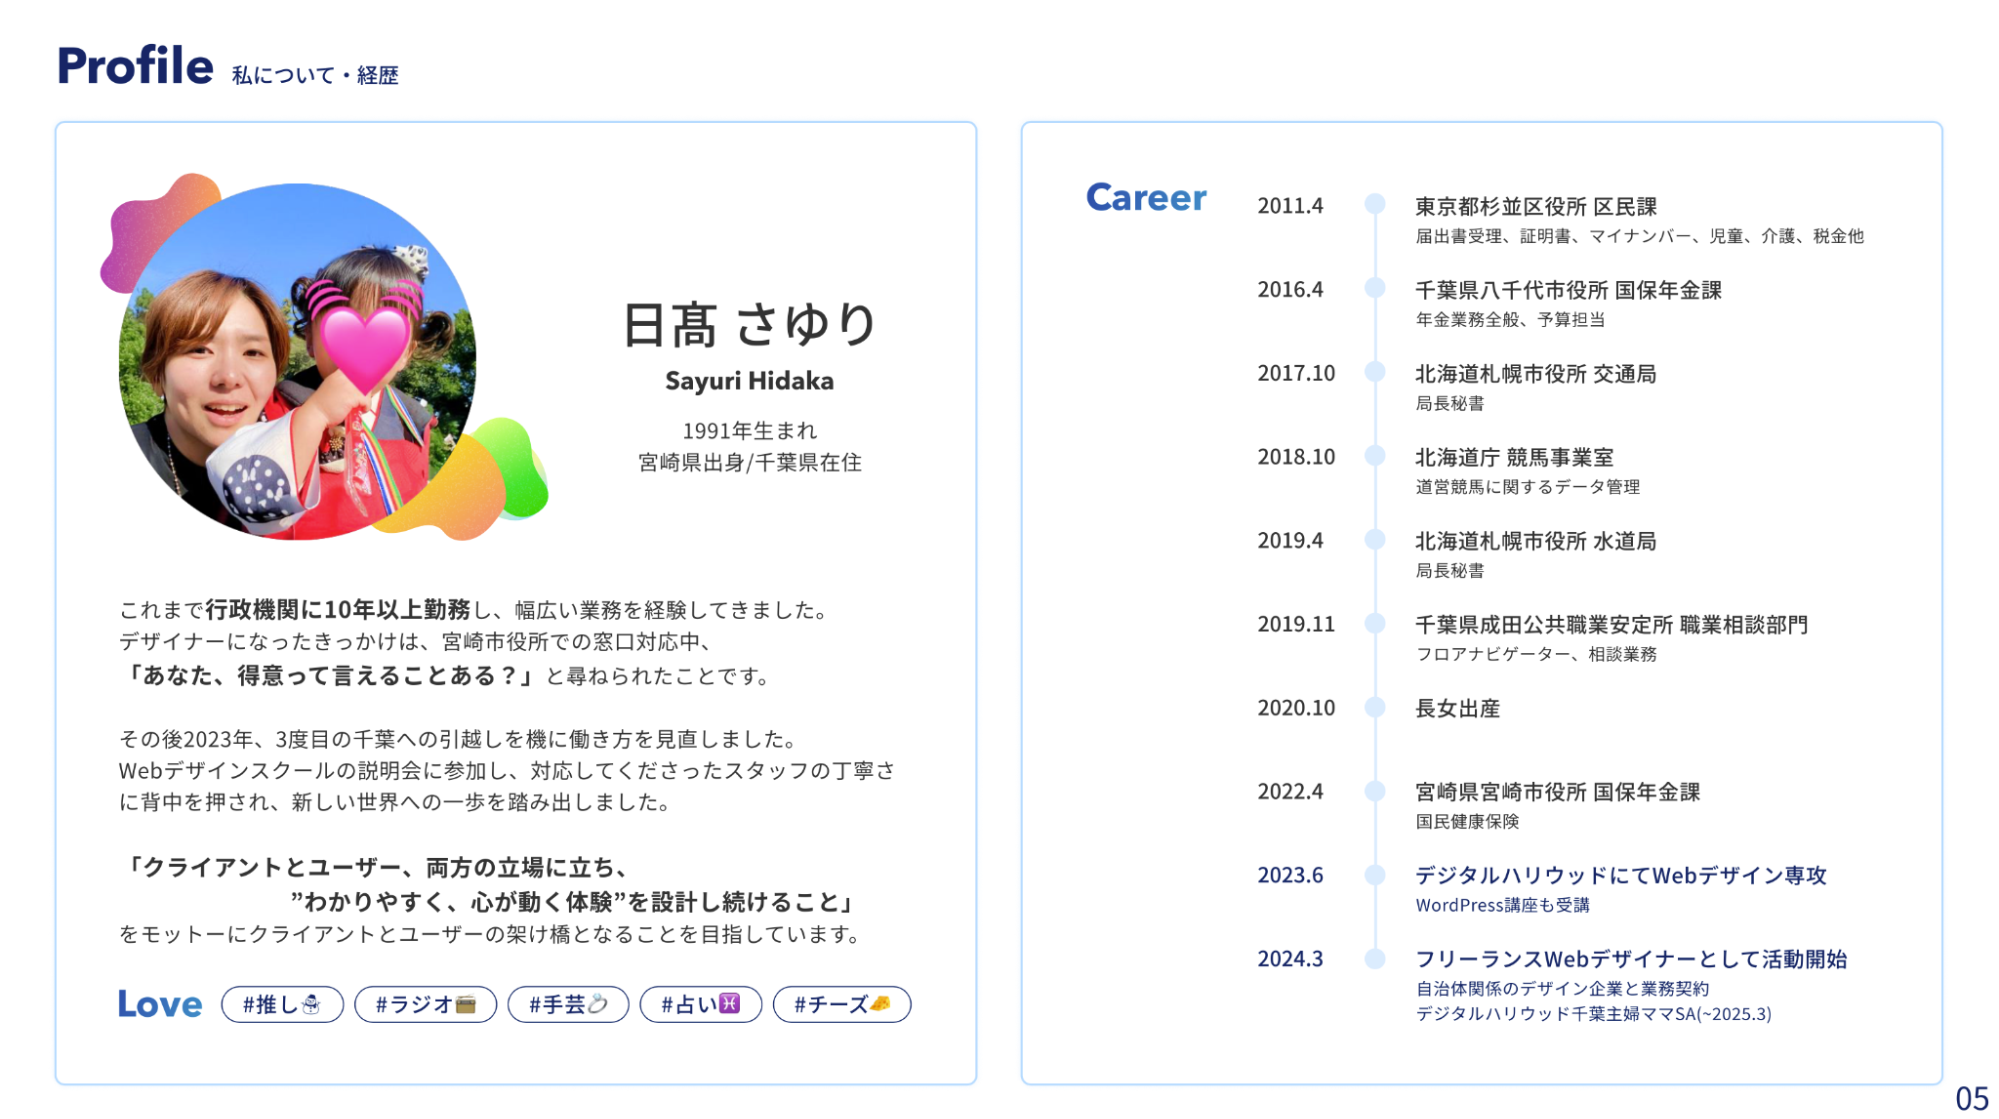 Profile 私について・経歴
日髙 さゆり
Sayuri Hidaka
1991年生まれ
宮崎県出身/千葉県在住
これまで行政機関に10年以上勤務し、幅広い業務を経験してきました。
デザイナーになったきっかけは、宮崎市役所での窓口対応中、
「あなた、得意って言えることある？」と尋ねられたことです。
その後2023年、3度目の千葉への引越しを機に働き方を見直しました。
Webデザインスクールの説明会に参加し、対応してくださったスタッフの丁寧さ
に背中を押され、新しい世界への一歩を踏み出しました。
「クライアントとユーザー、両方の立場に立ち、
”わかりやすく、心が動く体験”を設計し続けること」
をモットーにクライアントとユーザーの架け橋となることを目指しています。
Love #推し⛄ #ラジオ📻 #手芸💍 #占い♓ #チーズ🧀
Career
2011.4 東京都杉並区役所 区民課
届出書受理、証明書、マイナンバー、児童、介護、税金他
2016.4 千葉県八千代市役所 国保年金課
年金業務全般、予算担当
2017.10 北海道札幌市役所 交通局
局長秘書
2018.10 北海道庁 競馬事業室
道営競馬に関するデータ管理
2019.4 北海道札幌市役所 水道局
局長秘書
2019.11 千葉県成田公共職業安定所 職業相談部門
フロアナビゲーター、相談業務
2020.10 長女出産
2022.4 宮崎県宮崎市役所 国保年金課
国民健康保険
2023.6 デジタルハリウッドにてWebデザイン専攻
WordPress講座も受講
2024.3 フリーランスWebデザイナーとして活動開始
自治体関係のデザイン企業と業務契約
デジタルハリウッド千葉主婦ママSA(~2025.3)
05